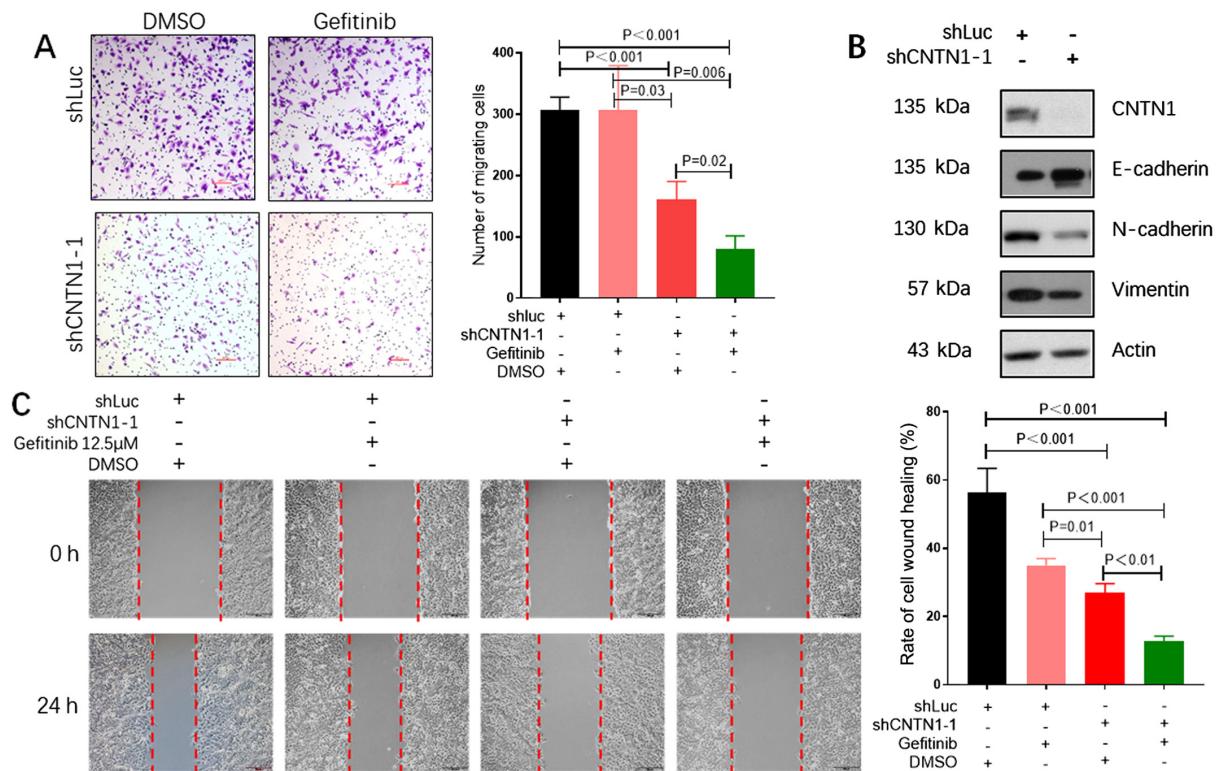 A
DMSO Gefitinib
shLuc
shCNTN1-1
Number of migrating cells
400
300
200
100
0
P<0.001
P<0.001
P=0.006
P=0.03
P=0.02
shluc + + - -
shCNTN1-1 - - + +
Gefitinib - + - +
DMSO + - + -
B
shLuc + -
shCNTN1-1 - +
135 kDa CNTN1
135 kDa E-cadherin
130 kDa N-cadherin
57 kDa Vimentin
43 kDa Actin
C
shLuc + + - -
shCNTN1-1 - - + +
Gefitinib 12.5μM - + - +
DMSO + - + -
0 h
24 h
Rate of cell wound healing (%)
80
60
40
20
0
P<0.001
P<0.001
P<0.001
P=0.01
P<0.01
shLuc + + - -
shCNTN1-1 - - + +
Gefitinib - + - +
DMSO + - + -